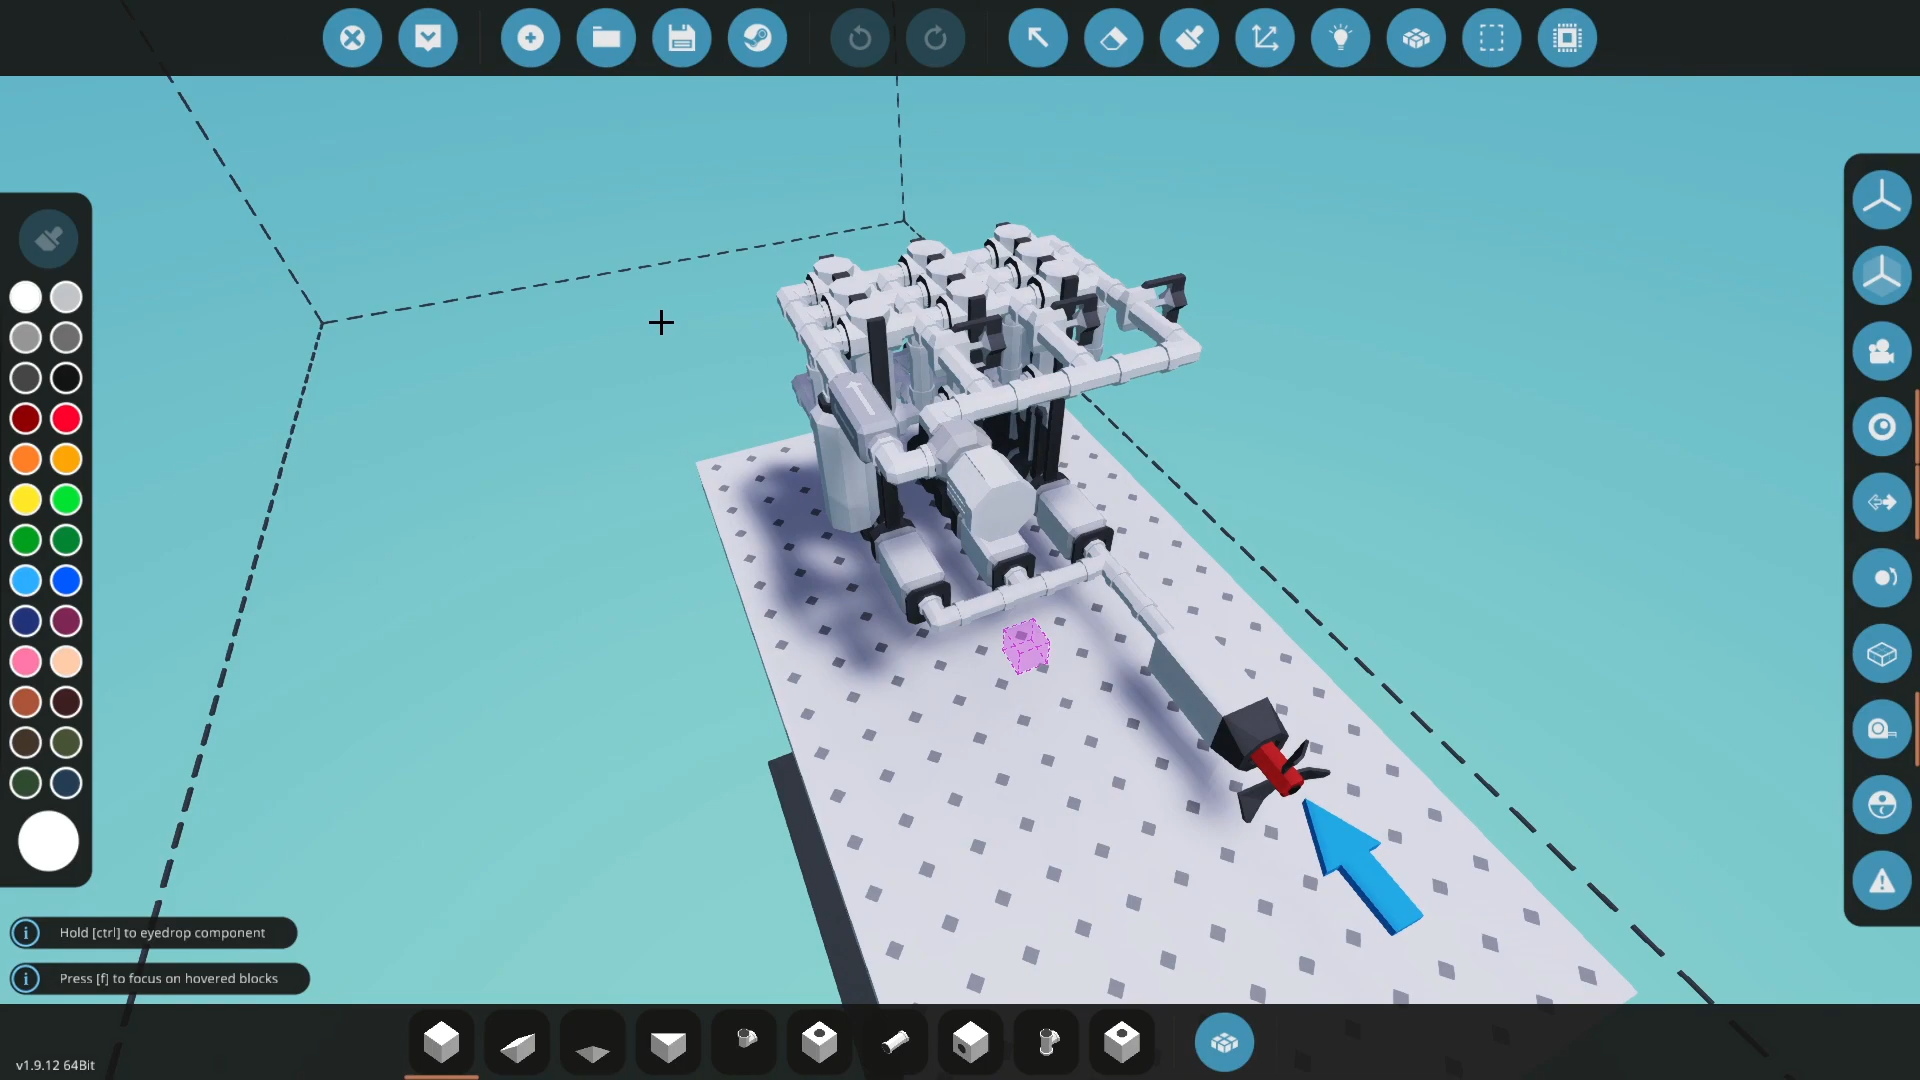 Hold [ctrl] to eyedrop component
Press [f] to focus on hovered blocks
v1.9.12 64Bit